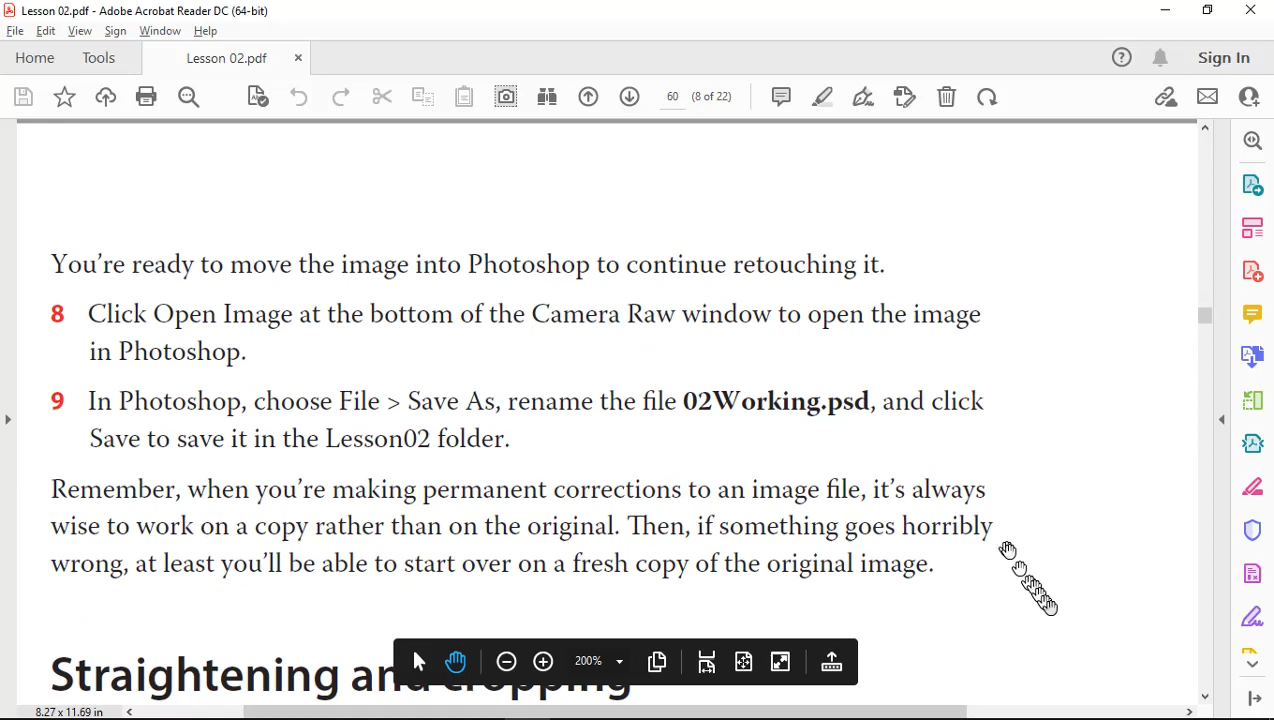 Lesson 02.pdf - Adobe Acrobat Reader DC (64-bit)
File Edit View Sign Window Help
Home Tools Lesson 02.pdf × Sign In
60 (8 of 22)
You're ready to move the image into Photoshop to continue retouching it.
8 Click Open Image at the bottom of the Camera Raw window to open the image
in Photoshop.
9 In Photoshop, choose File > Save As, rename the file 02Working.psd, and click
Save to save it in the Lesson02 folder.
Remember, when you're making permanent corrections to an image file, it's always
wise to work on a copy rather than on the original. Then, if something goes horribly
wrong, at least you'll be able to start over on a fresh copy of the original image.
Straightening and cropping
200%
8.27 x 11.69 in